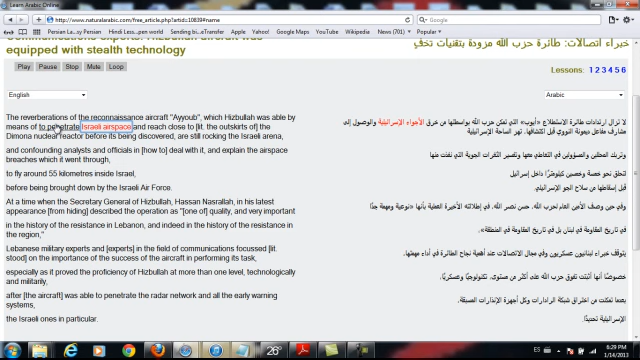 Learn Arabic Online
http://www.naturalarabic.com/free_article.php?artid=10839#name
Google
Persian La...y Persian
Hindi Less...pen world
Apple
Yahoo!
Google Maps
YouTube
Wikipedia
Popular
equipped with stealth technology
خبراء اتصالات: طائرة حزب الله مزودة بتقنيات تخفٍ
Play Pause Stop Mute Loop
Lessons: 1 2 3 4 5 6
English
Arabic
The reverberations of the reconnaissance aircraft "Ayyoub", which Hizbullah was able by
means of to penetrate Israeli airspace and reach close to [lit. the outskirts of] the
Dimona nuclear reactor before its being discovered, are still rocking the Israeli arena,
and confounding analysts and officials in [how to] deal with it, and explain the airspace
breaches which it went through,
to fly around 55 kilometres inside Israel,
before being brought down by the Israeli Air Force.
At a time when the Secretary General of Hizbullah, Hassan Nasrallah, in his latest
appearance [from hiding] described the operation as "[one of] quality, and very important
in the history of the resistance in Lebanon, and indeed in the history of the resistance in
the region,"
Lebanese military experts and [experts] in the field of communications focussed [lit.
stood] on the importance of the success of the aircraft in performing its task,
especially as it proved the proficiency of Hizbullah at more than one level, technologically
and militarily,
after [the aircraft] was able to penetrate the radar network and all the early warning
systems,
the Israeli ones in particular.
لا تزال ارتدادات طائرة الاستطلاع «أيوب» التي تمكن حزب الله بواسطتها من خرق الأجواء الإسرائيلية والوصول إلى
مشارف مفاعل ديمونة النووي قبل اكتشافها، تهز الساحة الإسرائيلية
وتربك المحللين والمسؤولين في التعاطي معها وتفسير الثغرات الجوية التي نفذت منها
لتحلق نحو خمسة وخمسين كيلومترًا داخل إسرائيل
قبل إسقاطها من سلاح الجو الإسرائيلي.
وفي حين وصف الأمين العام لحزب الله، حسن نصر الله، في إطلالته الأخيرة العملية بأنها «نوعية ومهمة جدًا
في تاريخ المقاومة في لبنان بل في تاريخ المقاومة في المنطقة»،
يتوقف خبراء لبنانيون عسكريون وفي مجال الاتصالات عند أهمية نجاح الطائرة في أداء مهمتها،
خصوصًا أنها أثبتت تفوق حزب الله على أكثر من مستوى، تكنولوجيًا وعسكريًا،
بعدما تمكنت من اختراق شبكة الرادارات وكل أجهزة الإنذارات المسبقة،
الإسرائيلية تحديدًا.
26°
ES
6:29 PM
1/14/2013